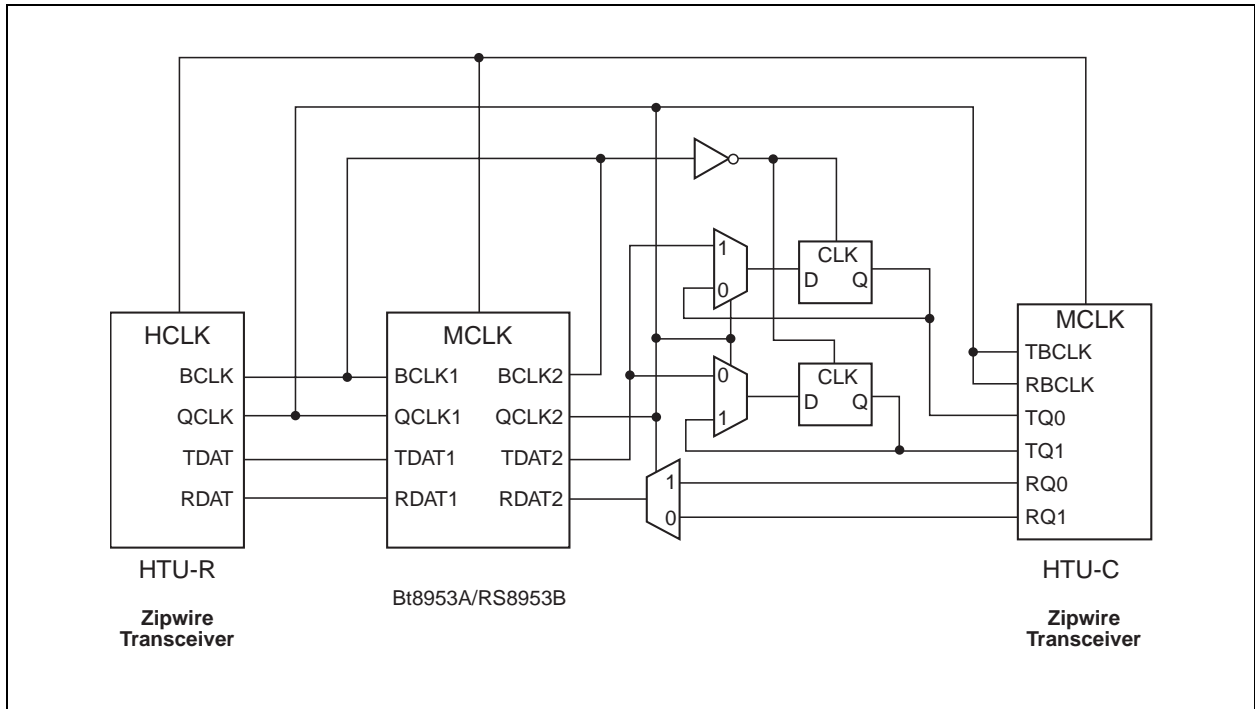 HCLK
BCLK
QCLK
TDAT
RDAT
HTU-R
Zipwire
Transceiver
MCLK
BCLK1
QCLK1
TDAT1
RDAT1
BCLK2
QCLK2
TDAT2
RDAT2
Bt8953A/RS8953B
1
0
CLK
D Q
0
1
CLK
D Q
1
0
MCLK
TBCLK
RBCLK
TQ0
TQ1
RQ0
RQ1
HTU-C
Zipwire
Transceiver